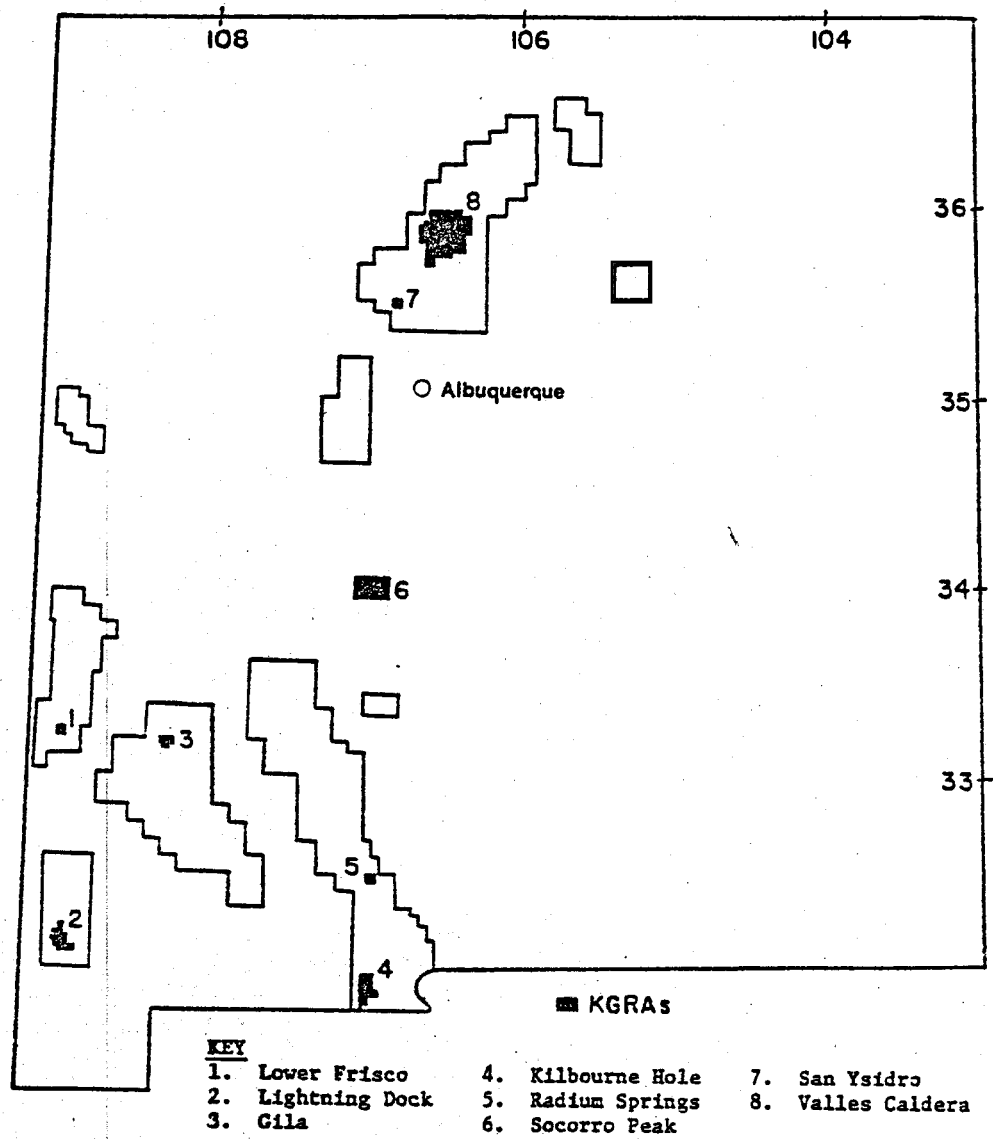 108 106 104
8
36
7
Albuquerque
35
6
34
1
3
33
5
2
4
KGRAs
KEY
1. Lower Frisco 4. Kilbourne Hole 7. San Ysidro
2. Lightning Dock 5. Radium Springs 8. Valles Caldera
3. Gila 6. Socorro Peak